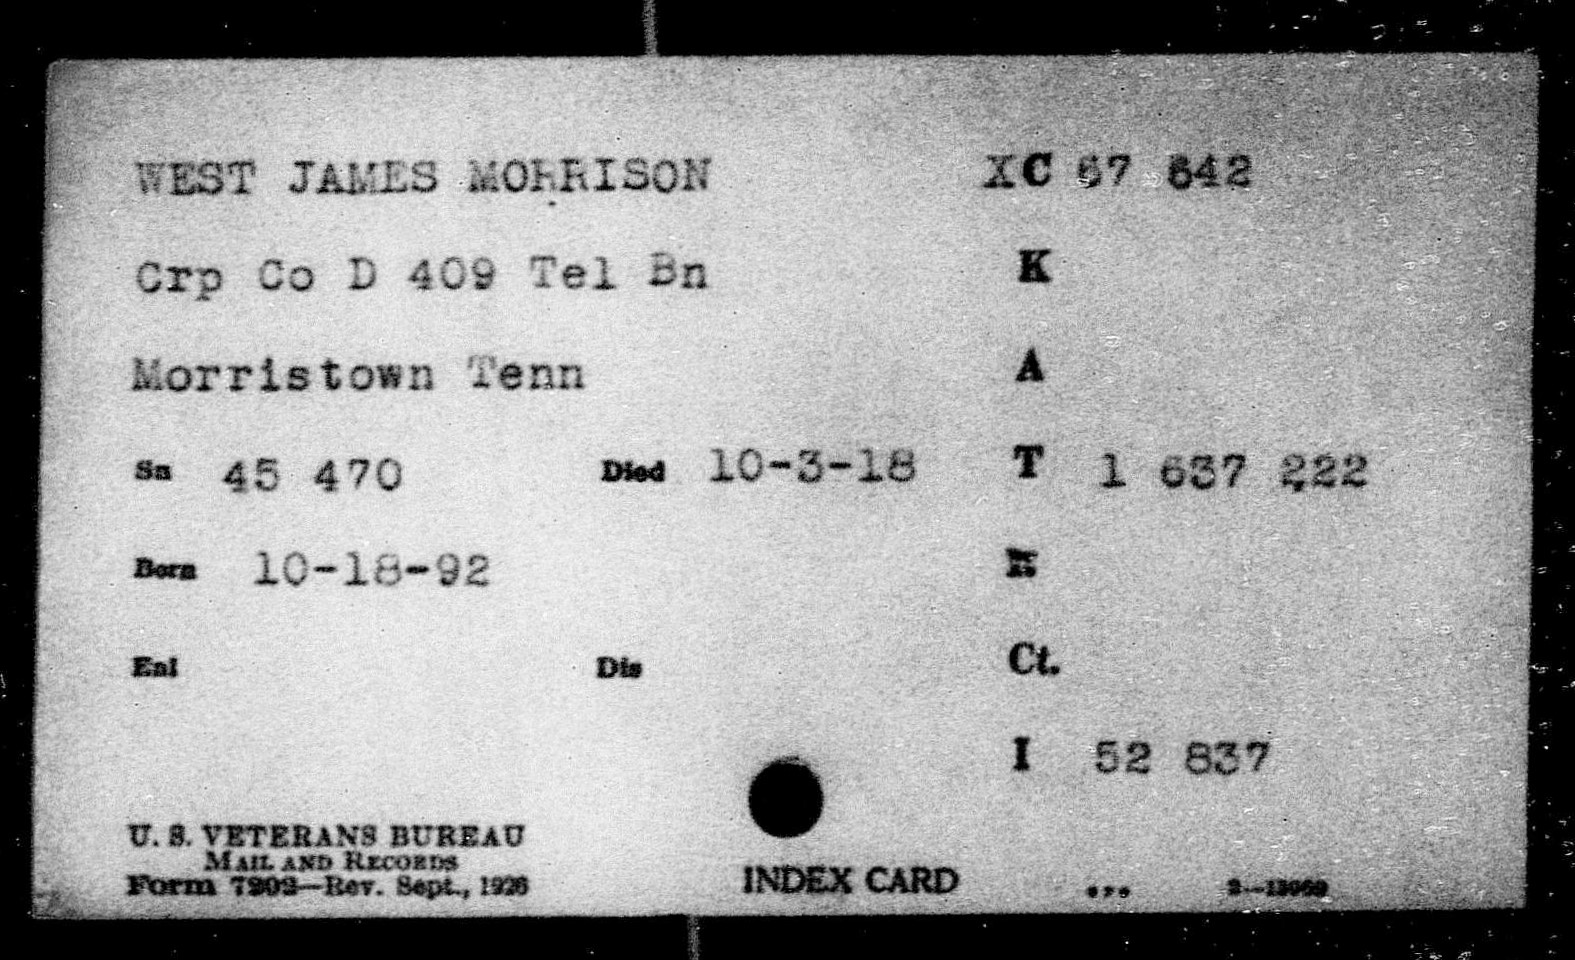 WEST JAMES MORRISON XC 57 642
Crp Co D 409 Tel Bn K
Morristown Tenn A
Sn 45 470 Died 10-3-18 T 1 637 222
Born 10-18-92 R
Enl Dis Ct.
I 52 837
U. S. VETERANS BUREAU
MAIL AND RECORDS
Form 7202—Rev. Sept., 1926 INDEX CARD